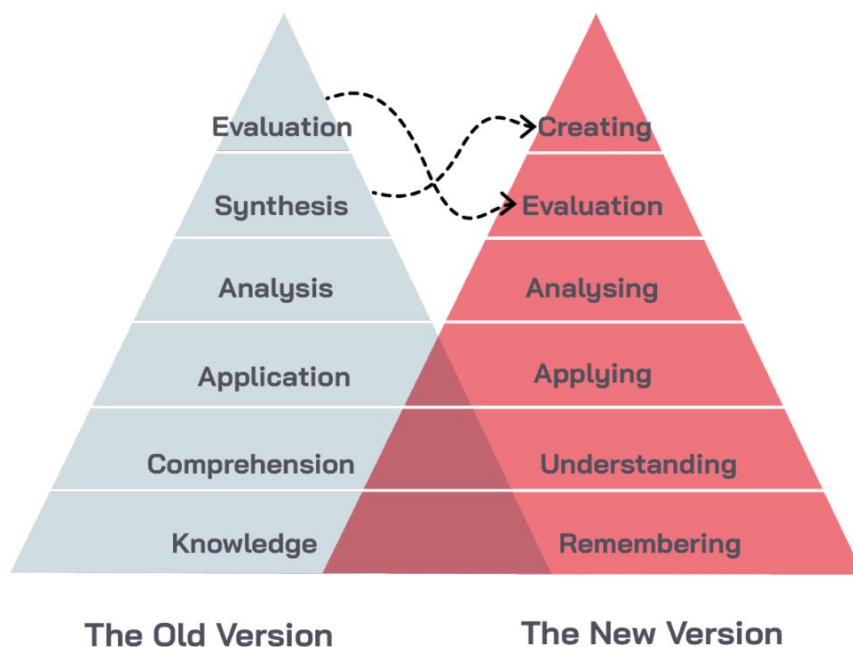 Evaluation
Synthesis
Analysis
Application
Comprehension
Knowledge
The Old Version
Creating
Evaluation
Analysing
Applying
Understanding
Remembering
The New Version